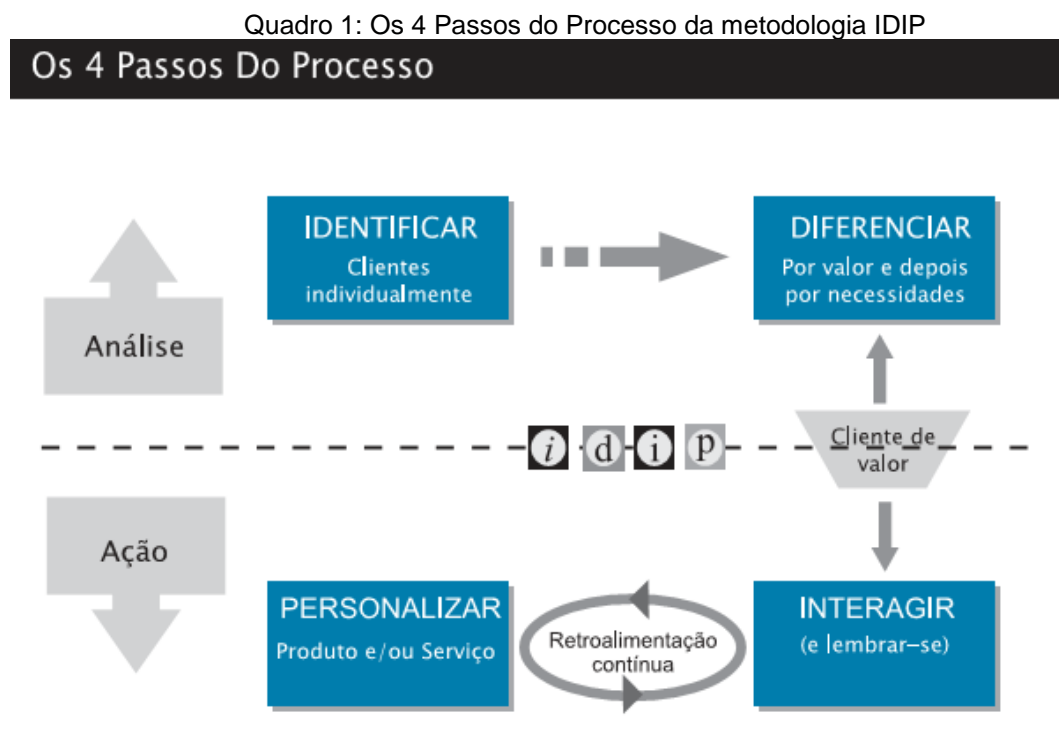 Quadro 1: Os 4 Passos do Processo da metodologia IDIP
Os 4 Passos Do Processo
IDENTIFICAR
Clientes
individualmente
DIFERENCIAR
Por valor e depois
por necessidades
Análise
i d i p
Cliente de
valor
Ação
PERSONALIZAR
Produto e/ou Serviço
Retroalimentação
contínua
INTERAGIR
(e lembrar-se)